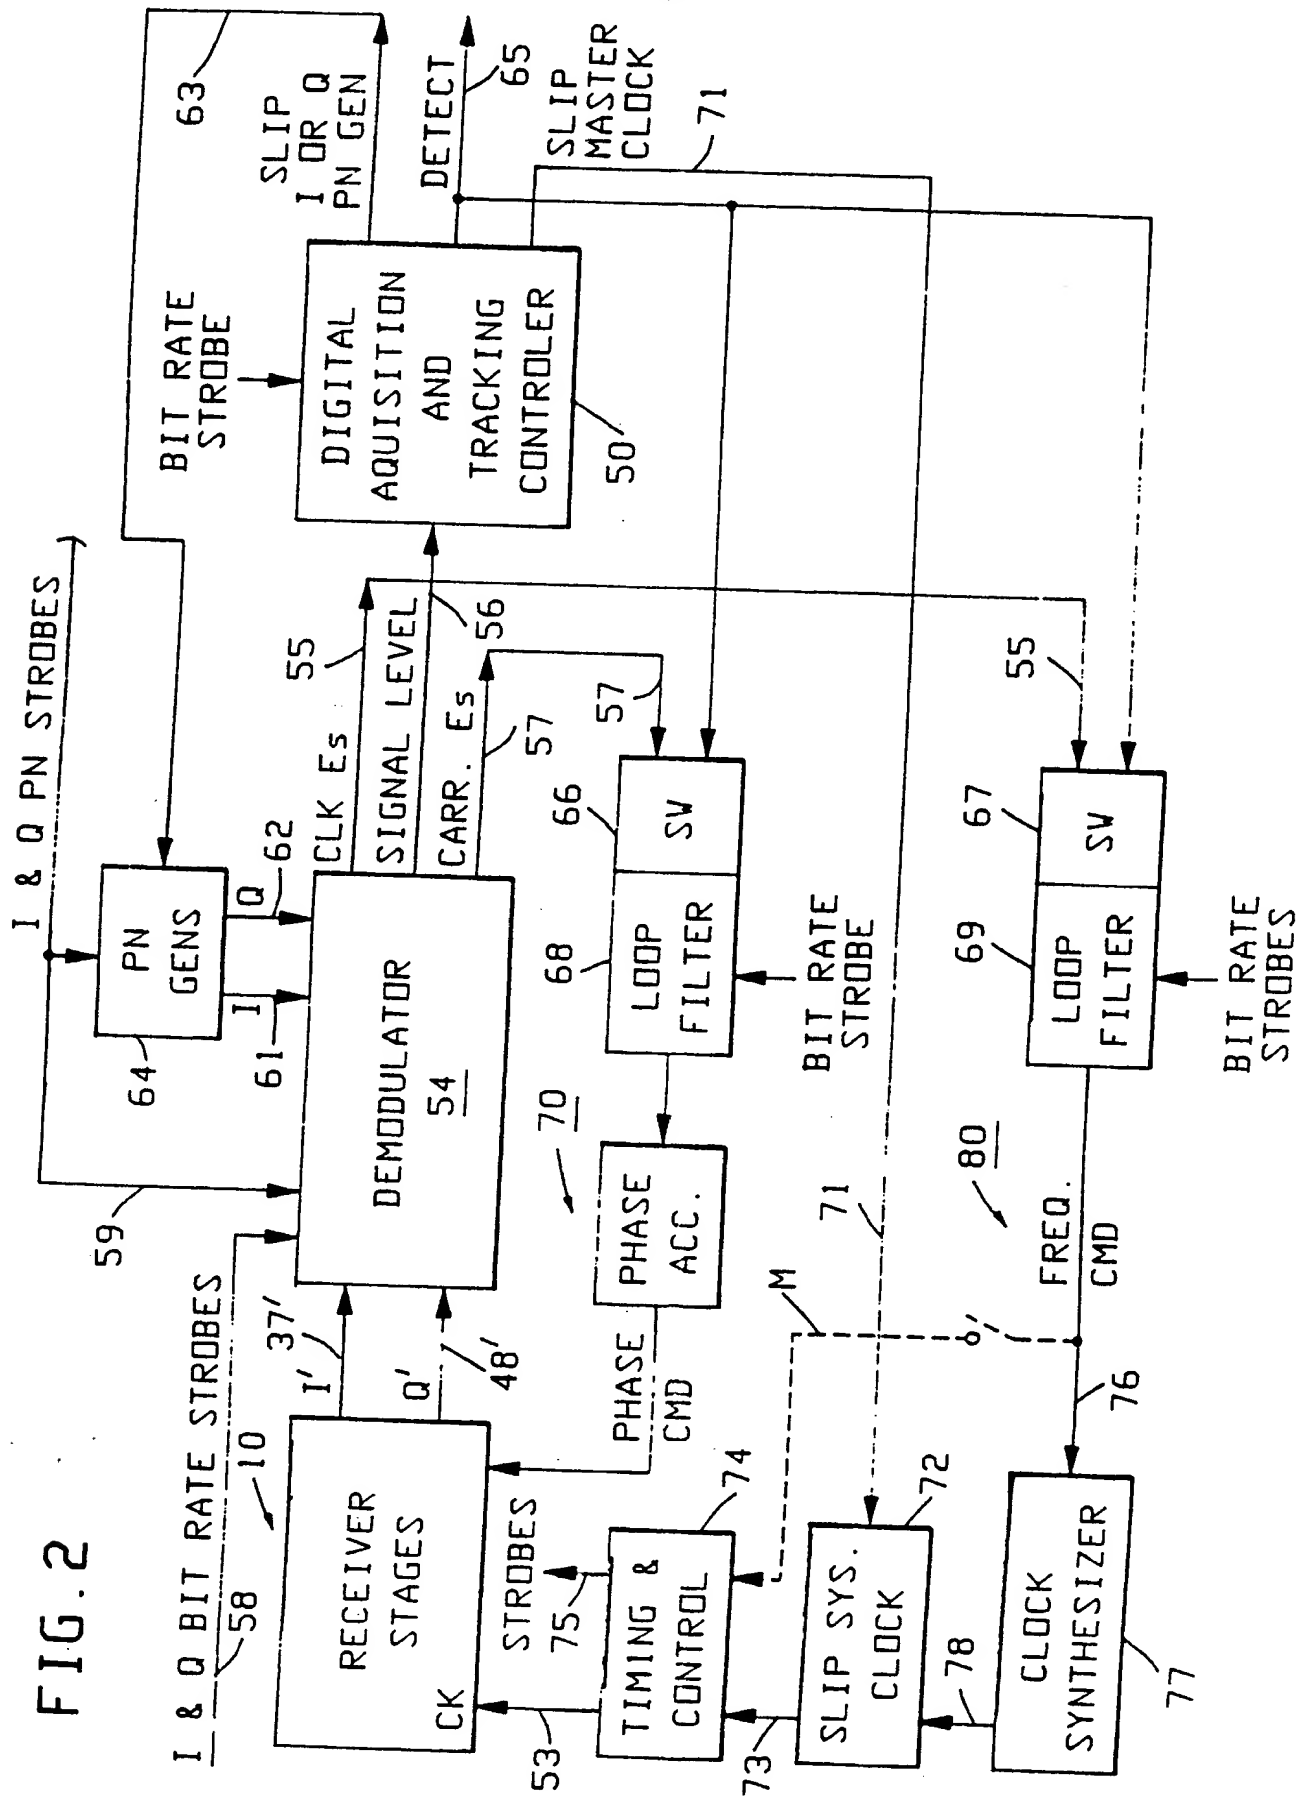 FIG. 2
I & Q PN STROBES
63
SLIP
I OR Q
PN GEN
BIT RATE
STROBE
DETECT
65
SLIP
MASTER
CLOCK
71
PN
GENS
64
I
61
Q
62
59
I & Q BIT RATE STROBES
58
10
RECEIVER
STAGES
CK
I'
37'
Q'
48'
DEMODULATOR
54
CLK Es
55
SIGNAL LEVEL
56
CARR. Es
57
DIGITAL
AQUISITION
AND
TRACKING
CONTROLER
50
57
66
SW
68
LOOP
FILTER
BIT RATE
STROBE
70
PHASE
ACC.
PHASE
CMD
STROBES
75
53
TIMING &
CONTROL
74
M
71
73
SLIP SYS.
CLOCK
72
78
CLOCK
SYNTHESIZER
77
76
FREQ.
CMD
80
69
LOOP
FILTER
67
SW
55
BIT RATE
STROBES